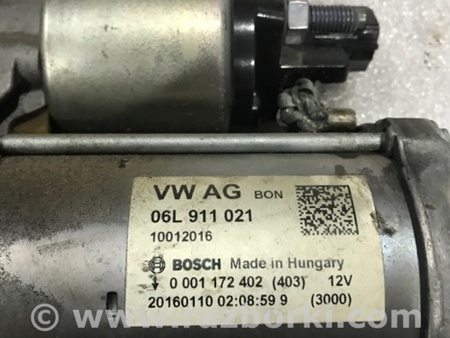 VW AG BON
06L 911 021
10012016
BOSCH Made in Hungary
0 001 172 402 (403) 12V
20160110 02:08:59 9 (3000)
www.razborki.com